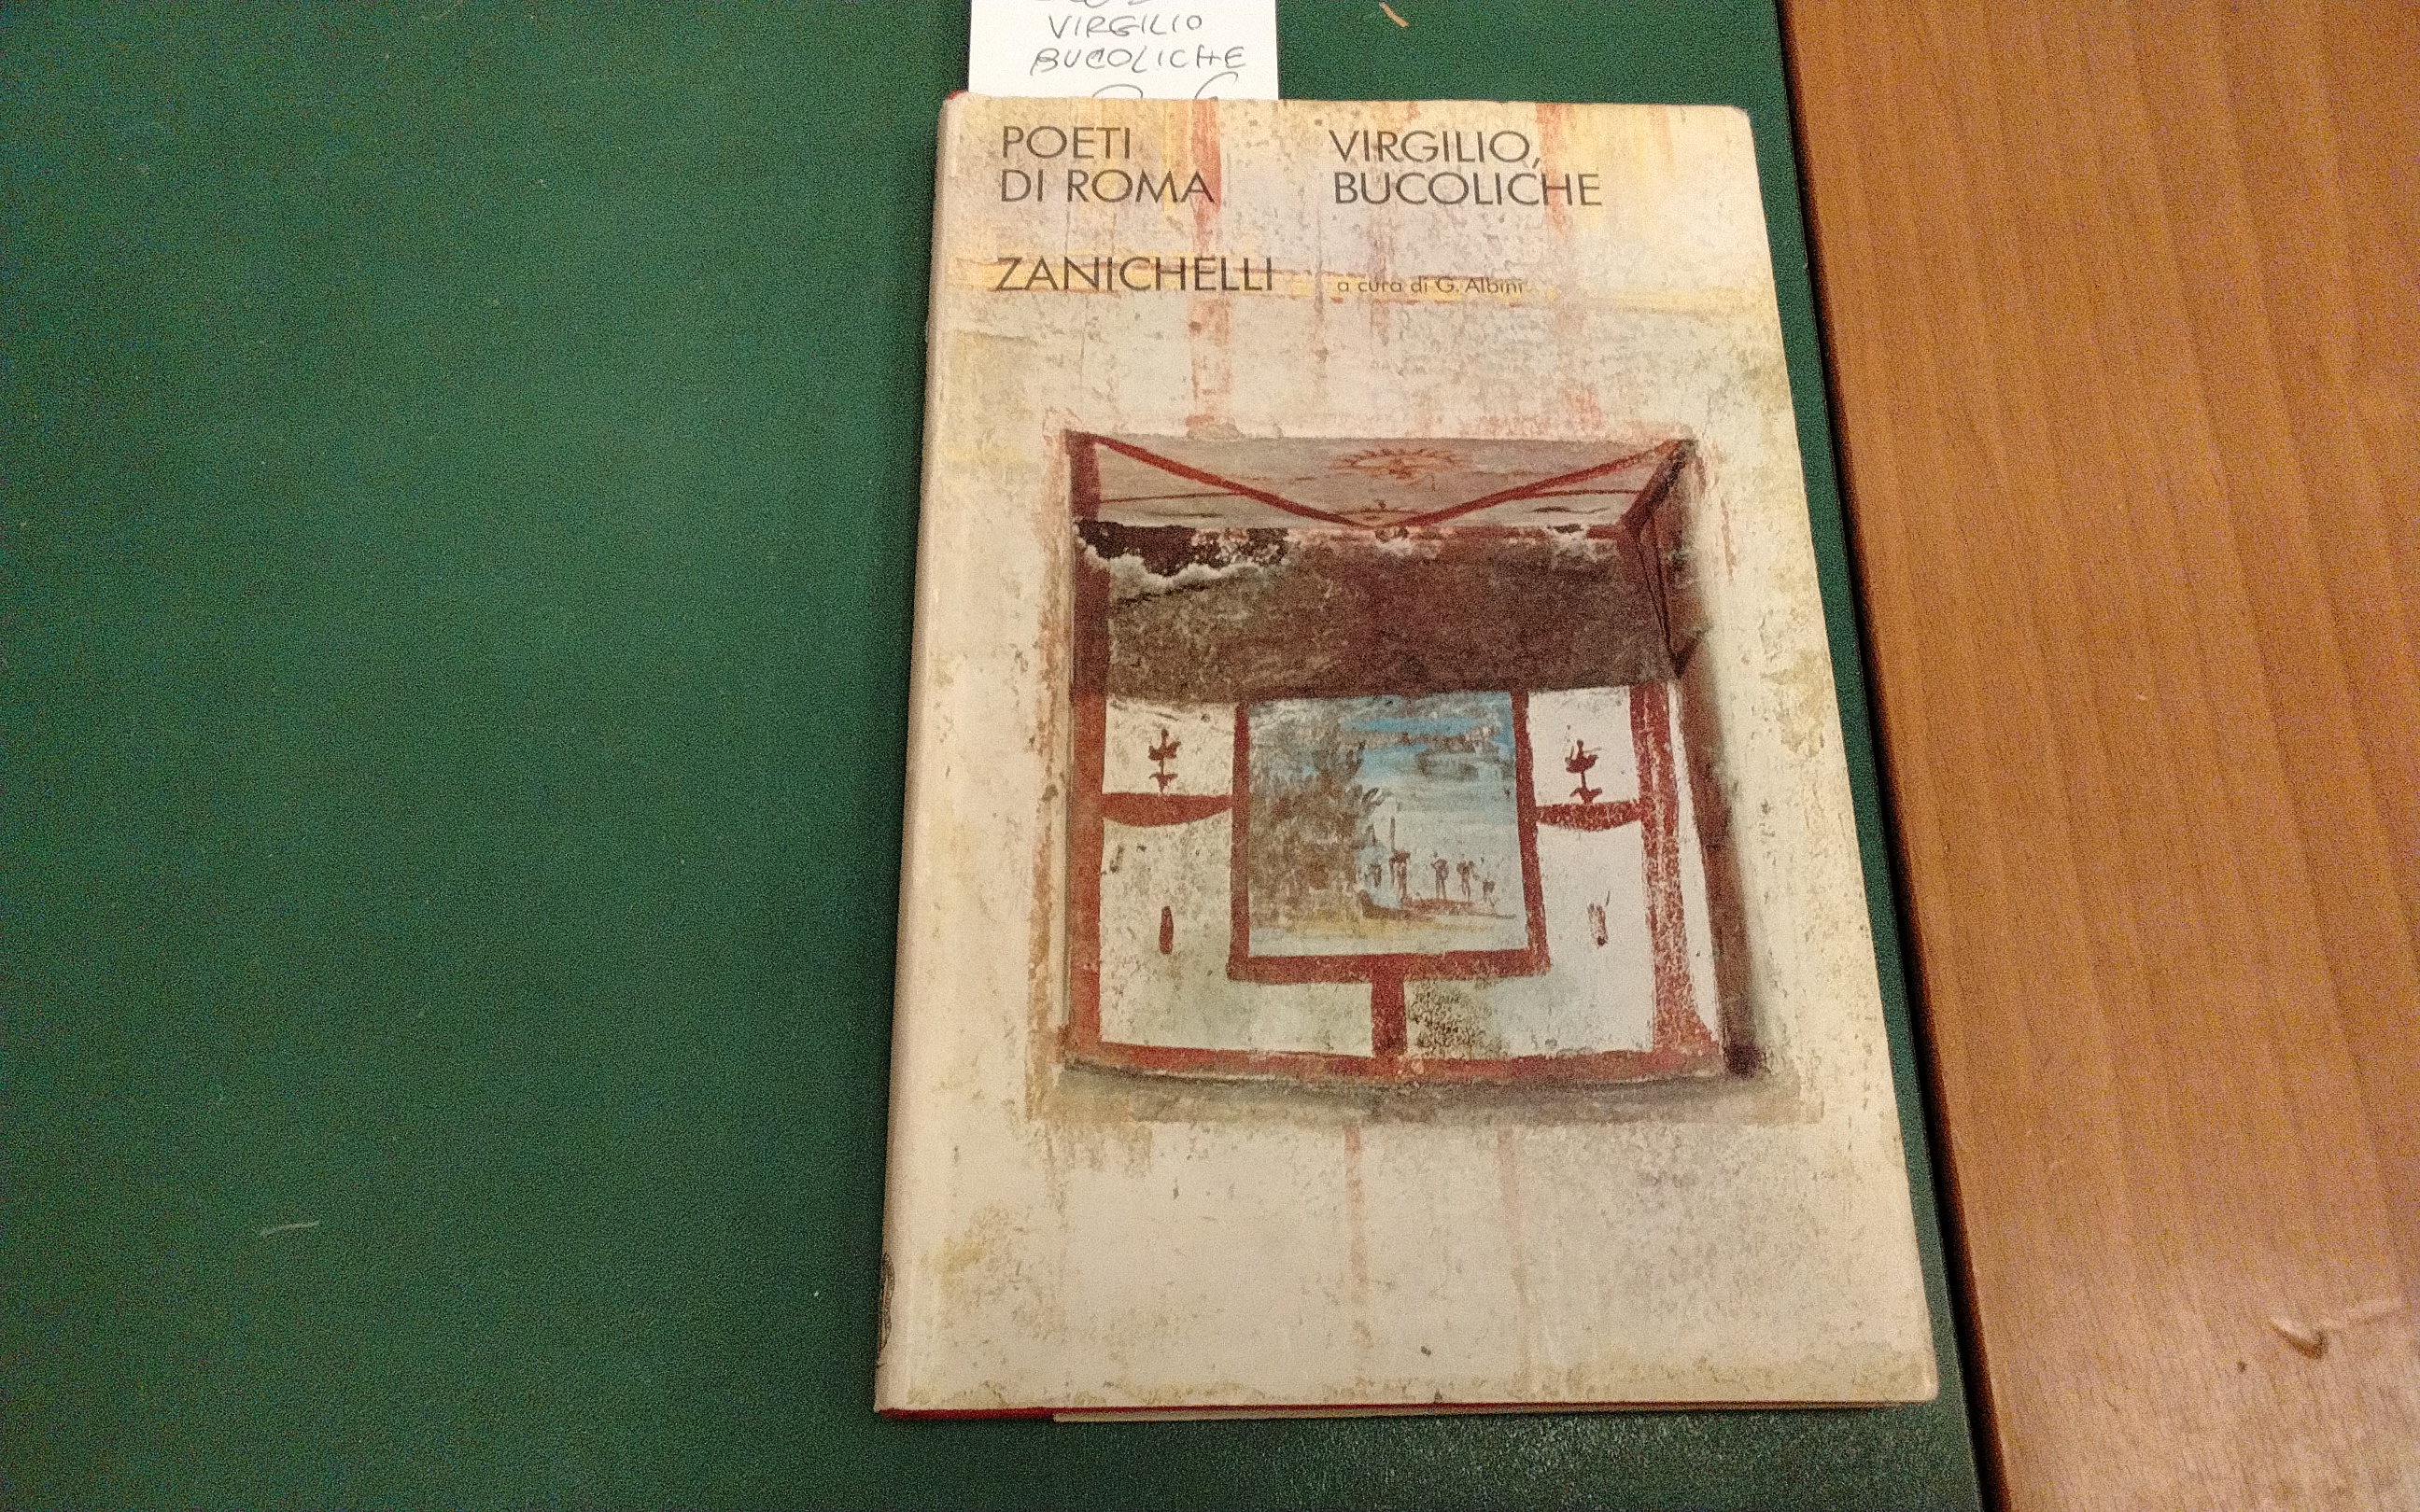 VIRGILIO
BUCOLICHE
POETI
DI ROMA
VIRGILIO,
BUCOLICHE
ZANICHELLI
a cura di G. Albini